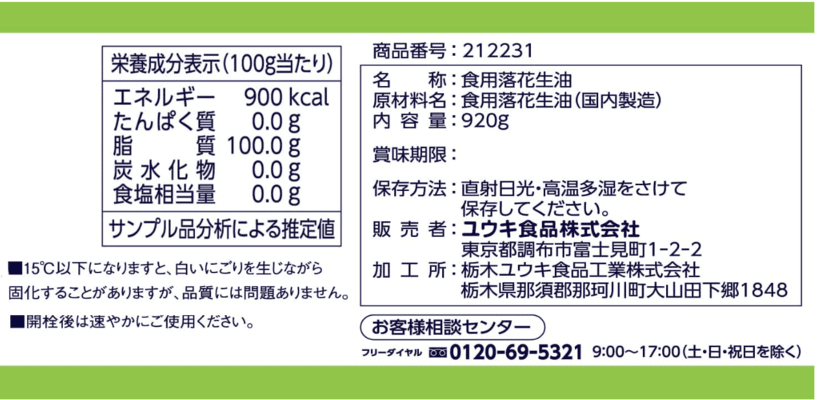 栄養成分表示(100g当たり)
エネルギー 900 kcal
たんぱく質 0.0 g
脂質 100.0 g
炭水化物 0.0 g
食塩相当量 0.0 g
サンプル品分析による推定値
■15℃以下になりますと、白いにごりを生じながら
固化することがありますが、品質には問題ありません。
■開栓後は速やかにご使用ください。
商品番号：212231
名称：食用落花生油
原材料名：食用落花生油（国内製造）
内容量：920g
賞味期限：
保存方法：直射日光・高温多湿をさけて
保存してください。
販売者：ユウキ食品株式会社
東京都調布市富士見町1-2-2
加工所：栃木ユウキ食品工業株式会社
栃木県那須郡那珂川町大山田下郷1848
お客様相談センター
フリーダイヤル 0120-69-5321 9:00〜17:00（土・日・祝日を除く）